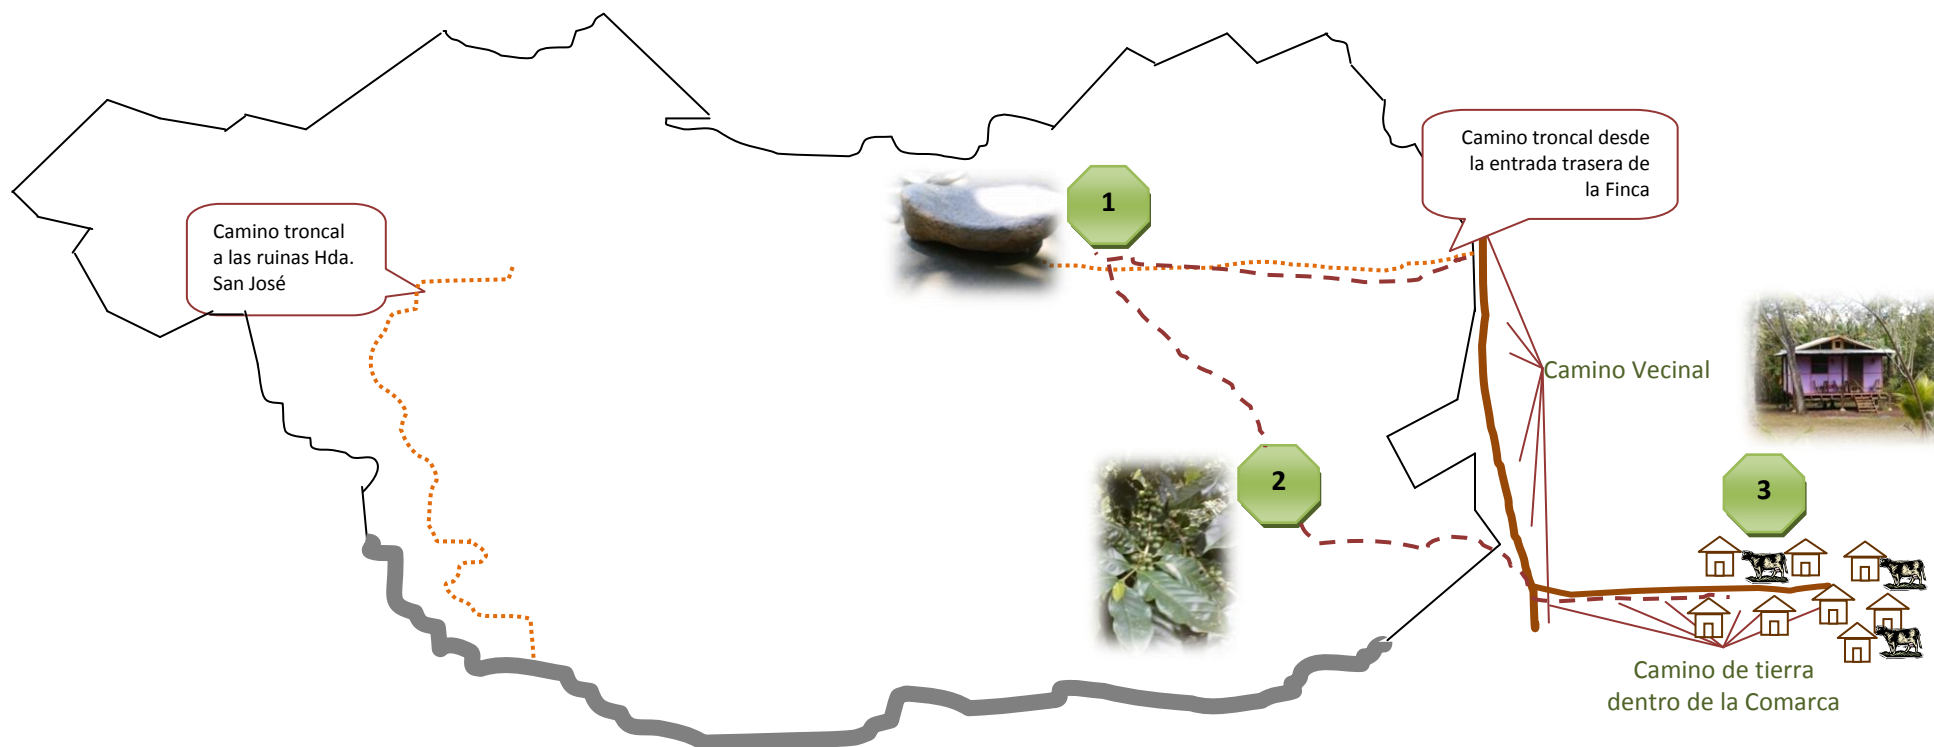 Camino troncal desde
la entrada trasera de
la Finca
1
Camino troncal
a las ruinas Hda.
San José
Camino Vecinal
2
3
Camino de tierra
dentro de la Comarca